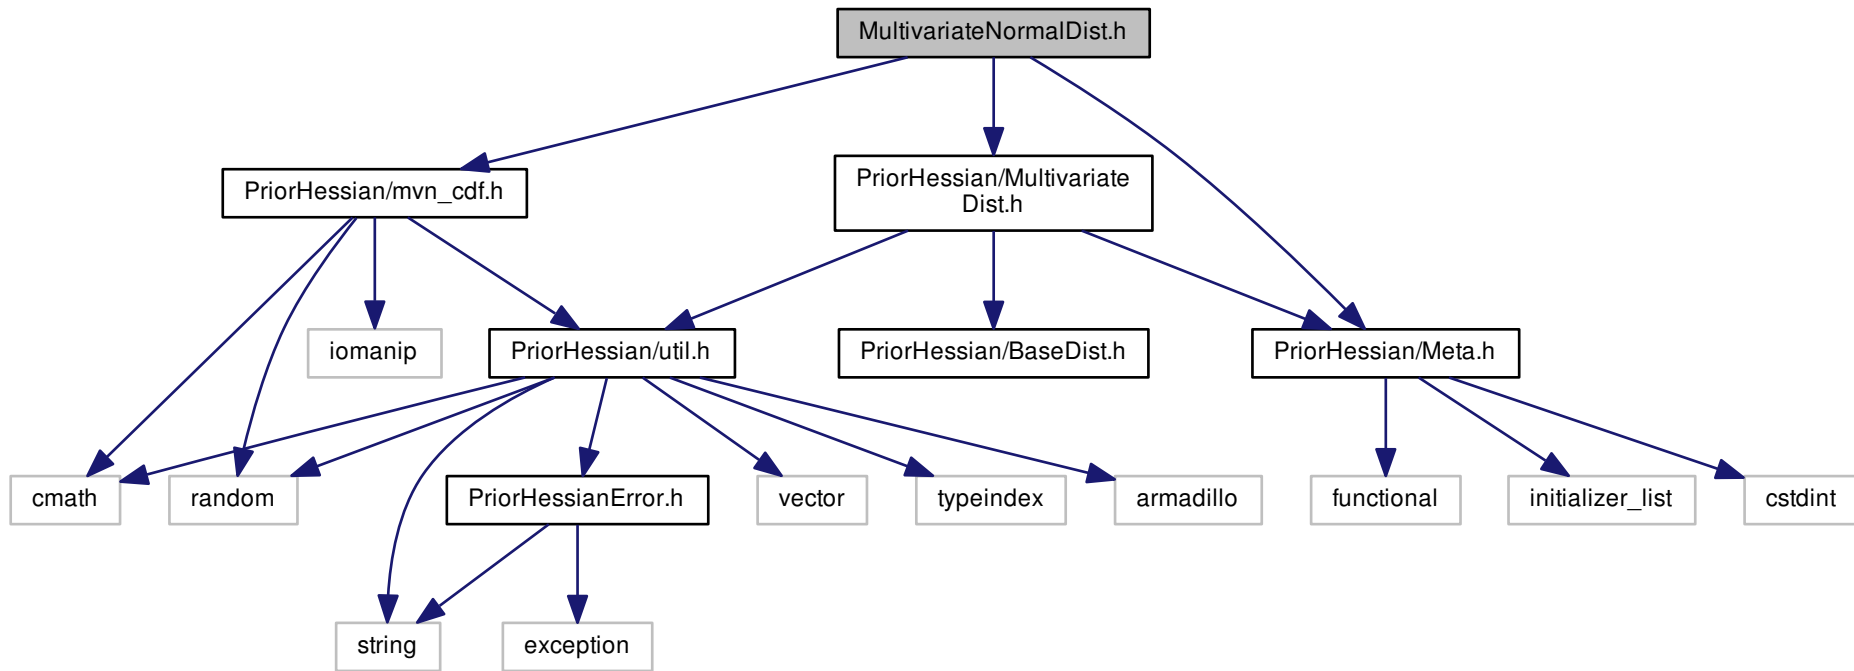 MultivariateNormalDist.h
PriorHessian/mvn_cdf.h
PriorHessian/Multivariate
Dist.h
iomanip
PriorHessian/util.h
PriorHessian/BaseDist.h
PriorHessian/Meta.h
cmath
random
PriorHessianError.h
vector
typeindex
armadillo
functional
initializer_list
cstdint
string
exception